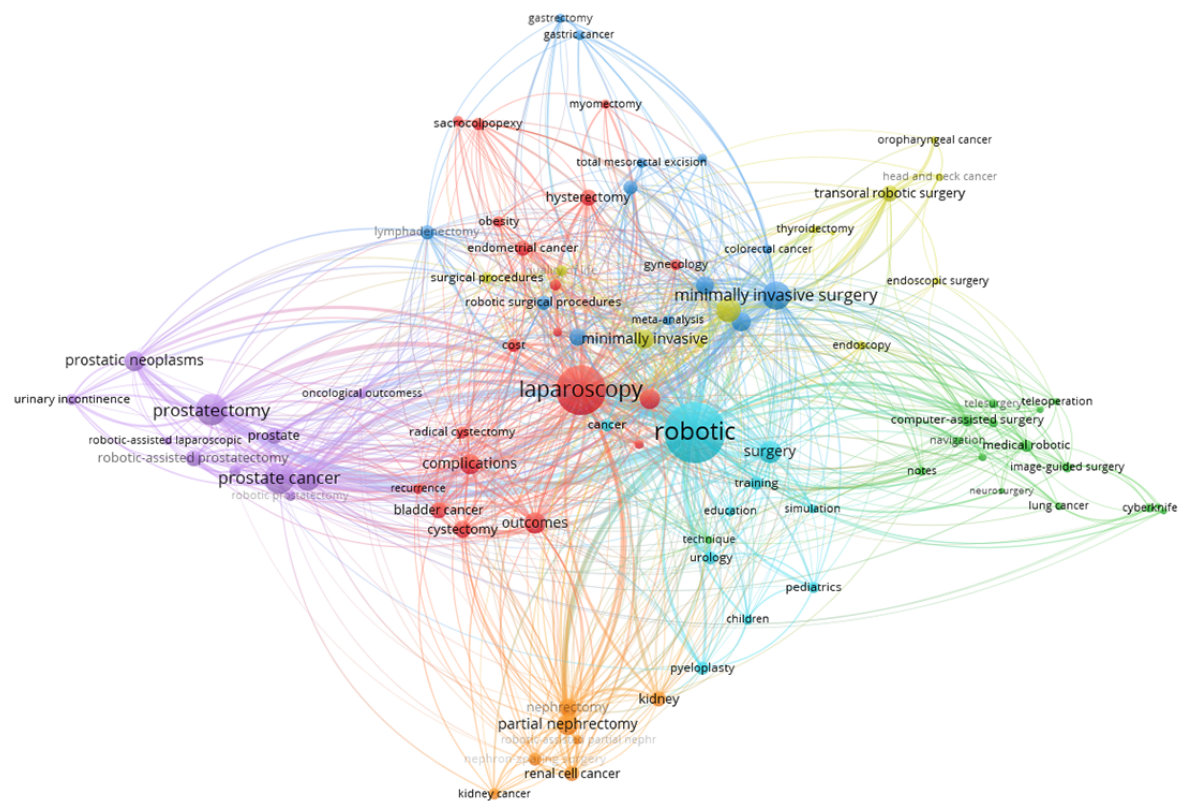 gastrectomy
gastric cancer
myomectomy
sacrocolpopexy
oropharyngeal cancer
total mesorectal excision
head and neck cancer
transoral robotic surgery
hysterectomy
obesity
thyroidectomy
lymphadenectomy
endometrial cancer
colorectal cancer
gynecology
surgical procedures
endoscopic surgery
minimally invasive surgery
robotic surgical procedures
meta-analysis
minimally invasive
cost
endoscopy
prostatic neoplasms
laparoscopy
oncological outcomess
urinary incontinence
telesurgery
teleoperation
prostatectomy
computer-assisted surgery
cancer
robotic
radical cystectomy
prostate
robotic-assisted laparoscopic
navigation
medical robotic
surgery
robotic-assisted prostatectomy
complications
image-guided surgery
notes
prostate cancer
training
recurrence
robotic prostatectomy
neurosurgery
lung cancer
cyberknife
bladder cancer
education
simulation
outcomes
cystectomy
technique
urology
pediatrics
children
pyeloplasty
kidney
nephrectomy
partial nephrectomy
robotic-assisted partial nephr
nephron-sparing surgery
renal cell cancer
kidney cancer